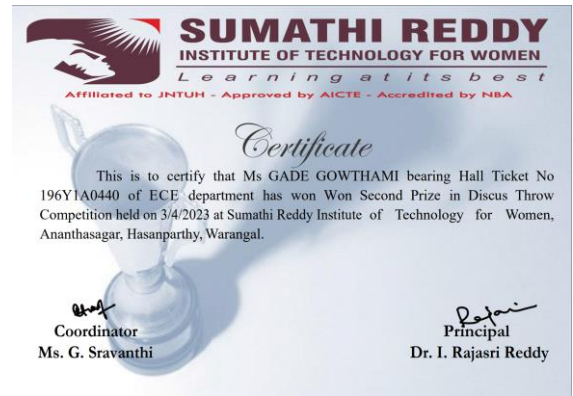 SUMATHI REDDY
INSTITUTE OF TECHNOLOGY FOR WOMEN
Learning at its best
Affiliated to JNTUH - Approved by AICTE - Accredited by NBA
Certificate
This is to certify that Ms GADE GOWTHAMI bearing Hall Ticket No
196Y1A0440 of ECE department has won Won Second Prize in Discus Throw
Competition held on 3/4/2023 at Sumathi Reddy Institute of Technology for Women,
Ananthasagar, Hasanparthy, Warangal.
Rajani
Coordinator Principal
Ms. G. Sravanthi Dr. I. Rajasri Reddy